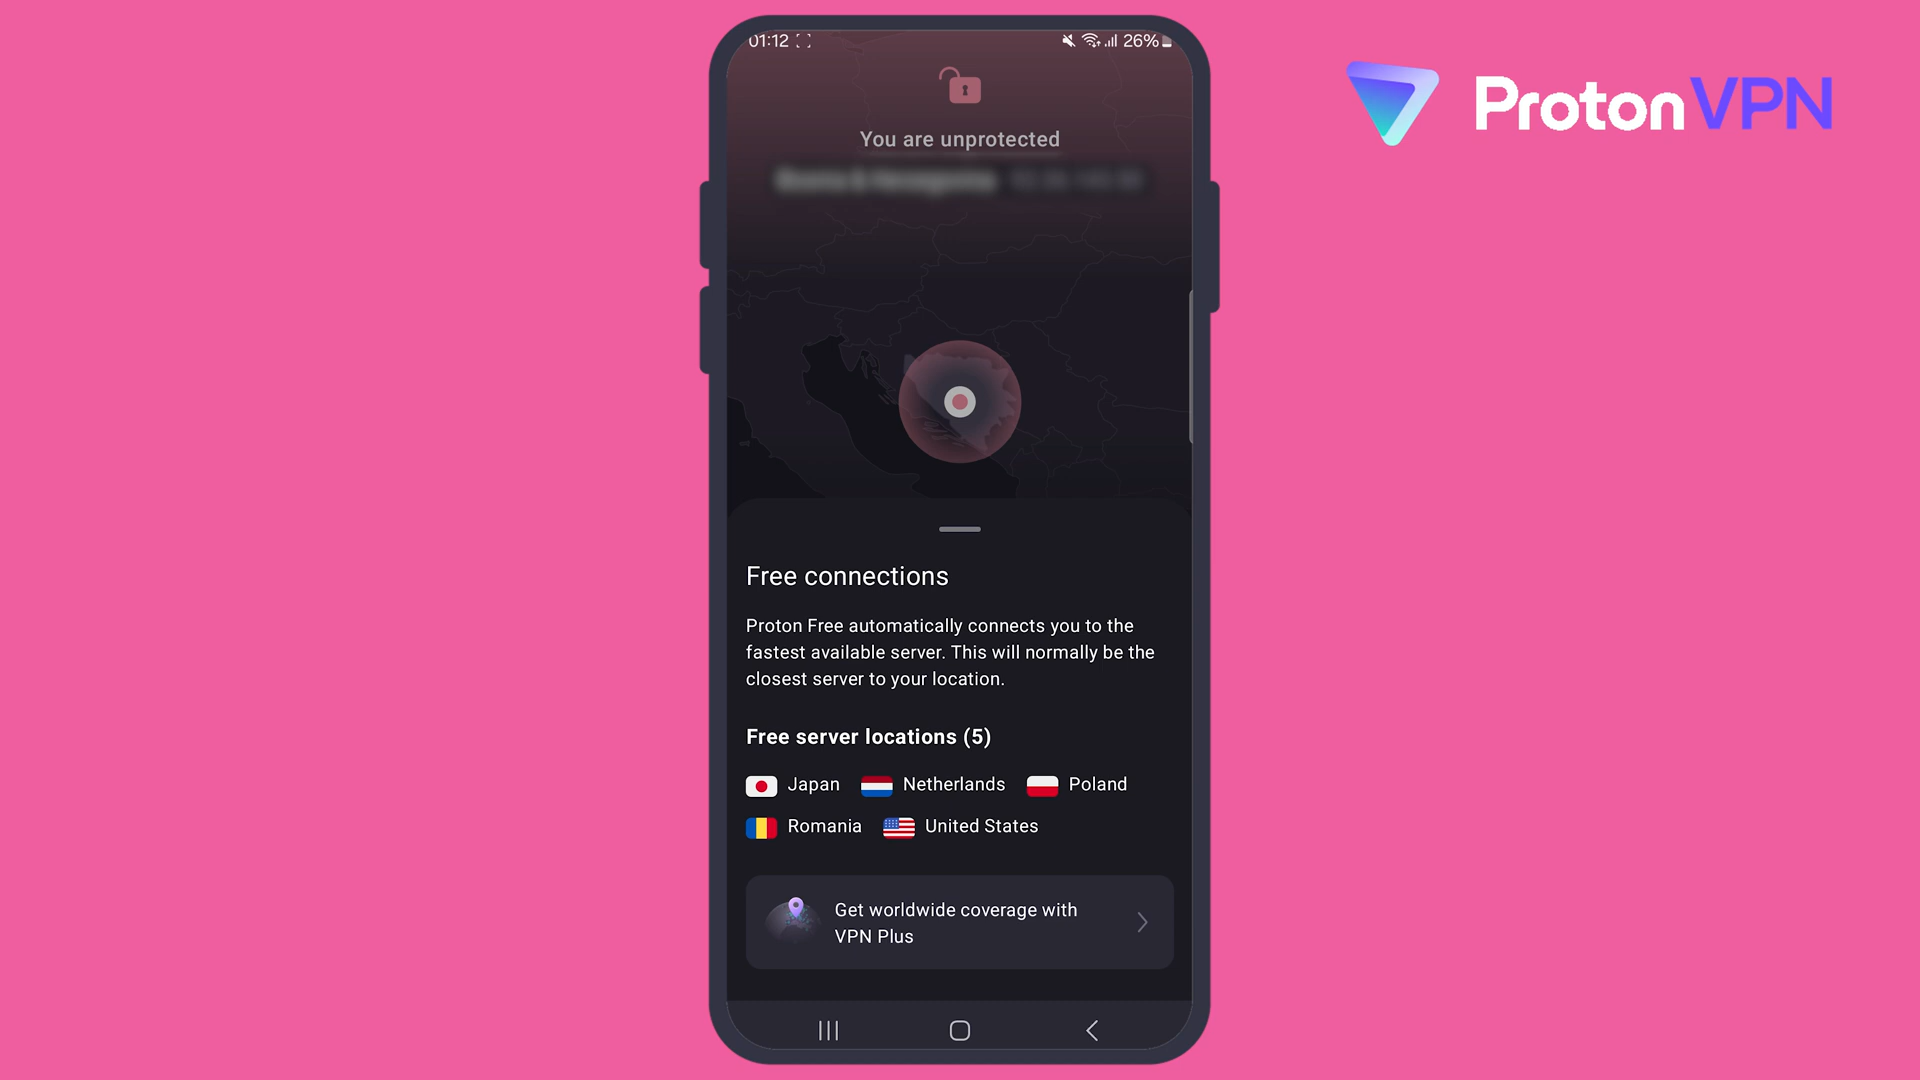 01:12
26%
ProtonVPN
You are unprotected
Free connections
Proton Free automatically connects you to the
fastest available server. This will normally be the
closest server to your location.
Free server locations (5)
Japan Netherlands Poland
Romania United States
Get worldwide coverage with
VPN Plus